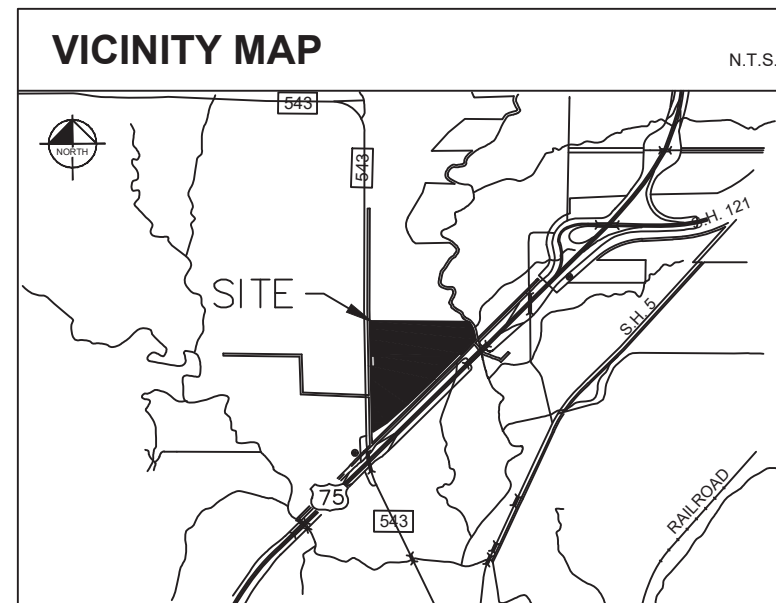 VICINITY MAP
N.T.S.
543
NORTH
543
S.H. 121
SITE
S.H. 5
75
543
RAILROAD